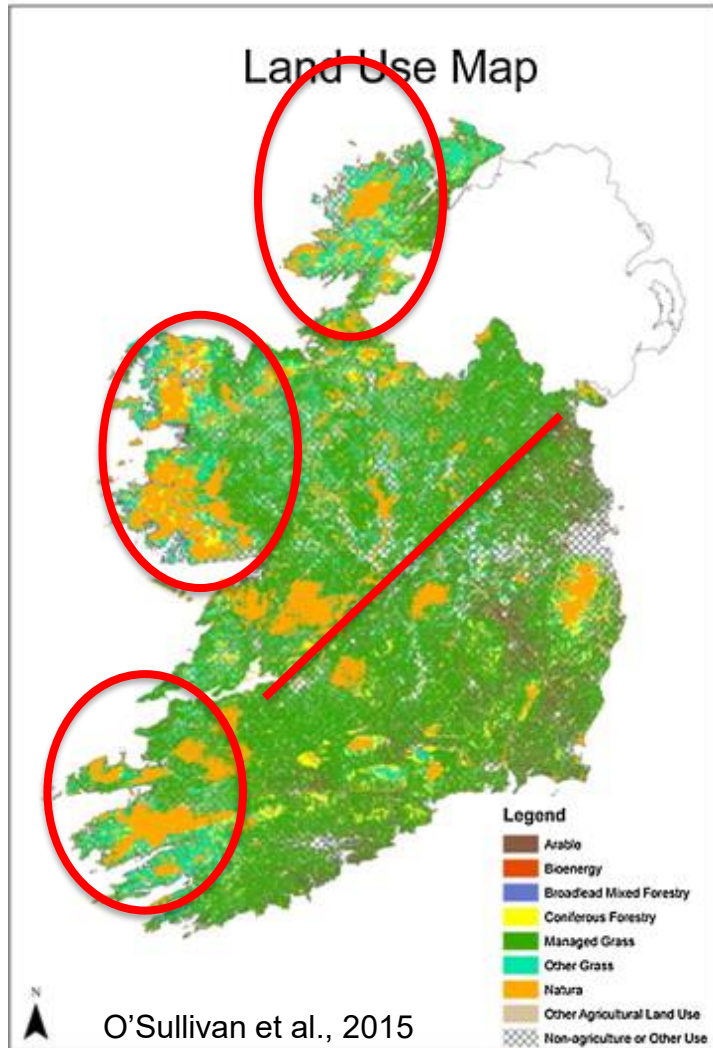 Land Use Map
Legend
Arable
Bioenergy
Broadlead Mixed Forestry
Coniferous Forestry
Managed Grass
Other Grass
Natura
Other Agricultural Land Use
Non-agriculture or Other Use
N
O'Sullivan et al., 2015